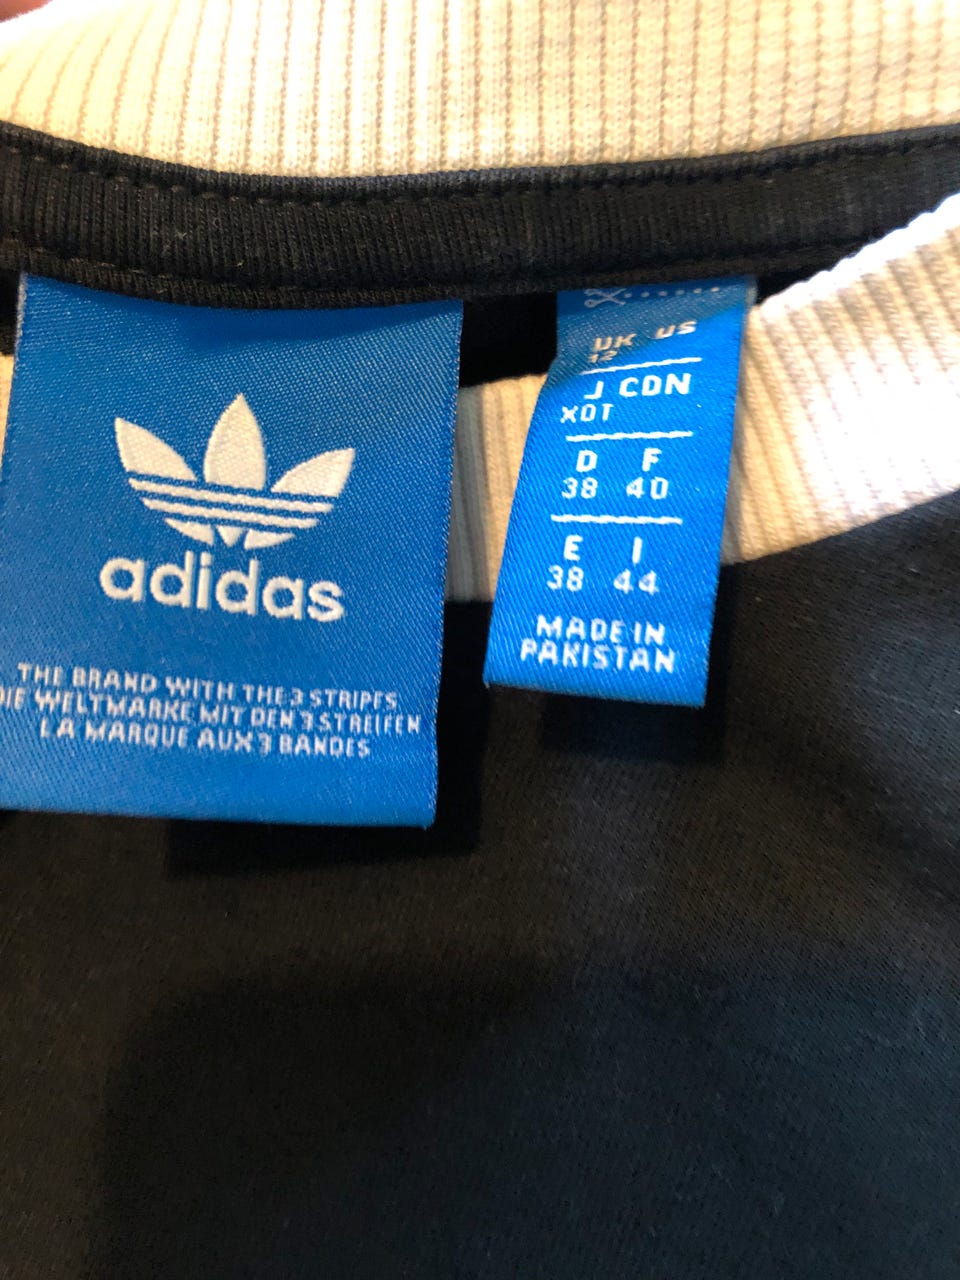 adidas
THE BRAND WITH THE 3 STRIPES
DIE WELTMARKE MIT DEN 3 STREIFEN
LA MARQUE AUX 3 BANDES
UK US
12
J CDN
XOT
D F
38 40
E I
38 44
MADE IN
PAKISTAN